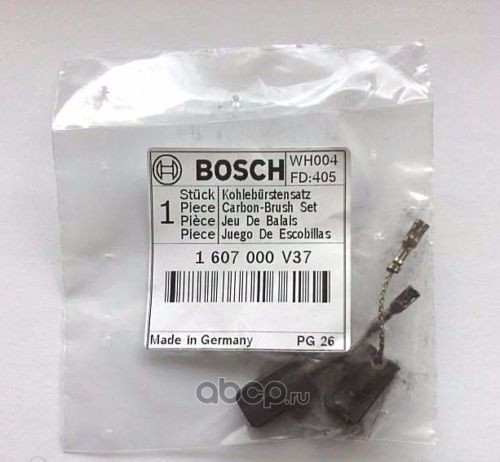 BOSCH
WH004
FD:405
1
Stück Kohlebürstensatz
Piece Carbon-Brush Set
Pièce Jeu De Balais
Piece Juego De Escobillas
1 607 000 V37
Made in Germany PG 26
abcp.ru